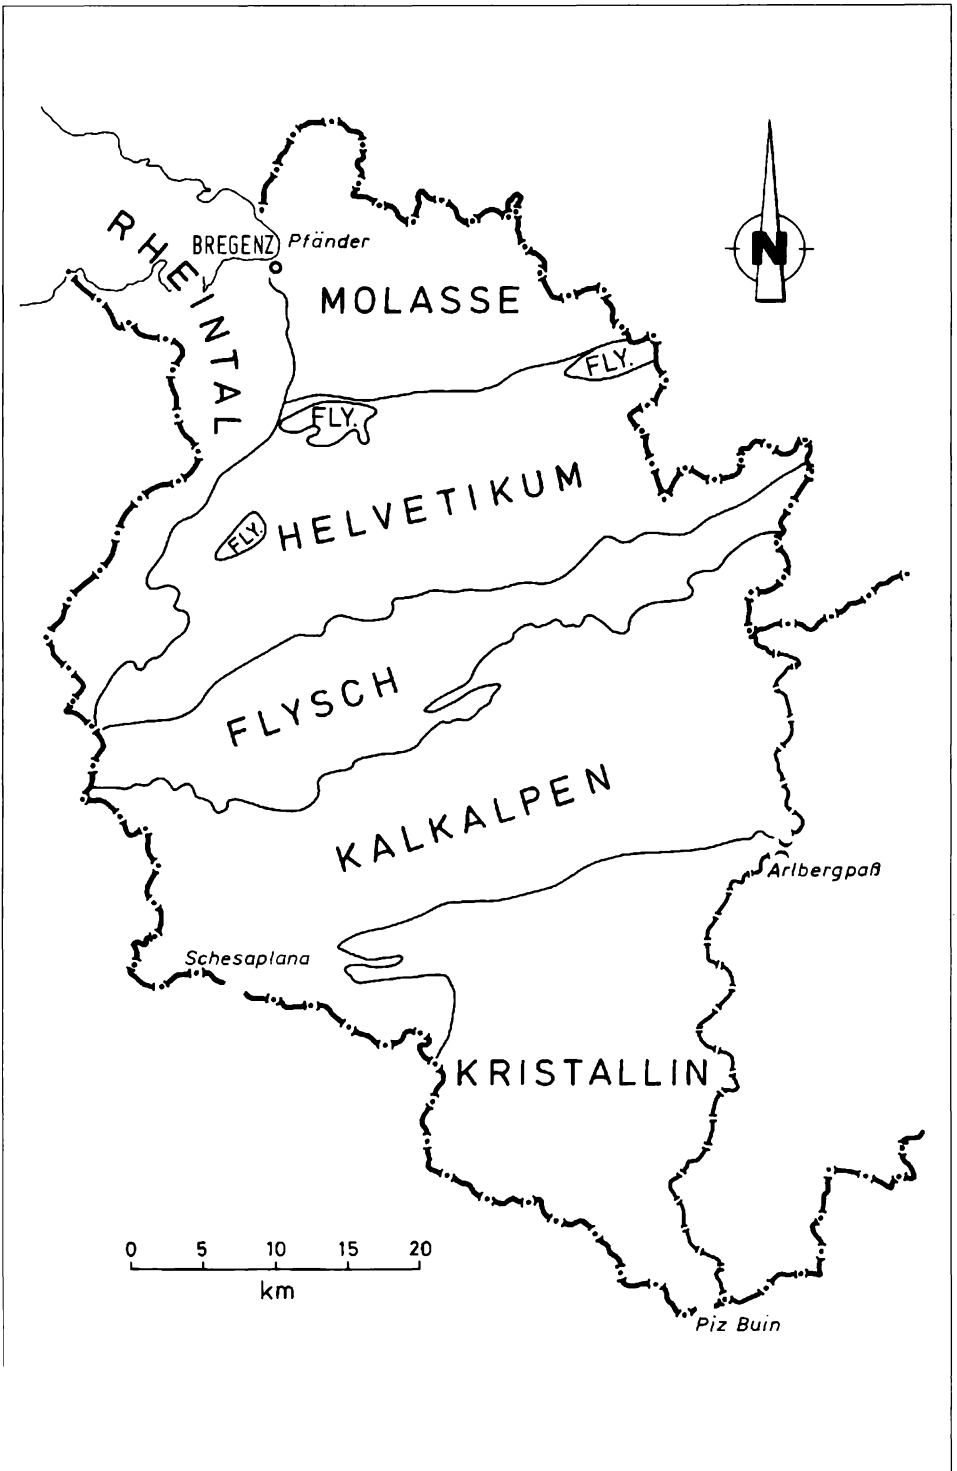 RHEINTAL
BREGENZ
Pfänder
N
MOLASSE
FLY.
FLY.
HELVETIKUM
FLY.
FLYSCH
KALKALPEN
Arlbergpaß
Schesaplana
KRISTALLIN
0 5 10 15 20
km
Piz Buin